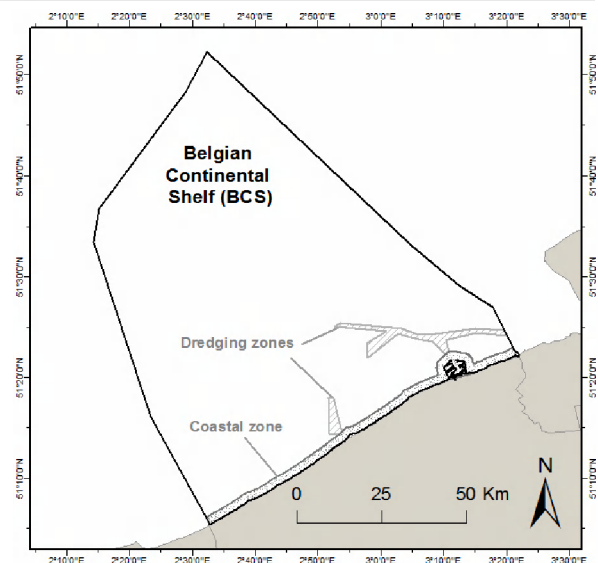 2°10'0"E 2°20'0"E 2°30'0"E 2°40'0"E 2°50'0"E 3°0'0"E 3°10'0"E 3°20'0"E 3°30'0"E
51°50'0"N 51°50'0"N
Belgian
Continental
Shelf (BCS)
51°40'0"N 51°40'0"N
51°30'0"N 51°30'0"N
Dredging zones
51°20'0"N 51°20'0"N
Coastal zone
51°10'0"N 51°10'0"N
N
0 25 50 Km
2°10'0"E 2°20'0"E 2°30'0"E 2°40'0"E 2°50'0"E 3°0'0"E 3°10'0"E 3°20'0"E 3°30'0"E